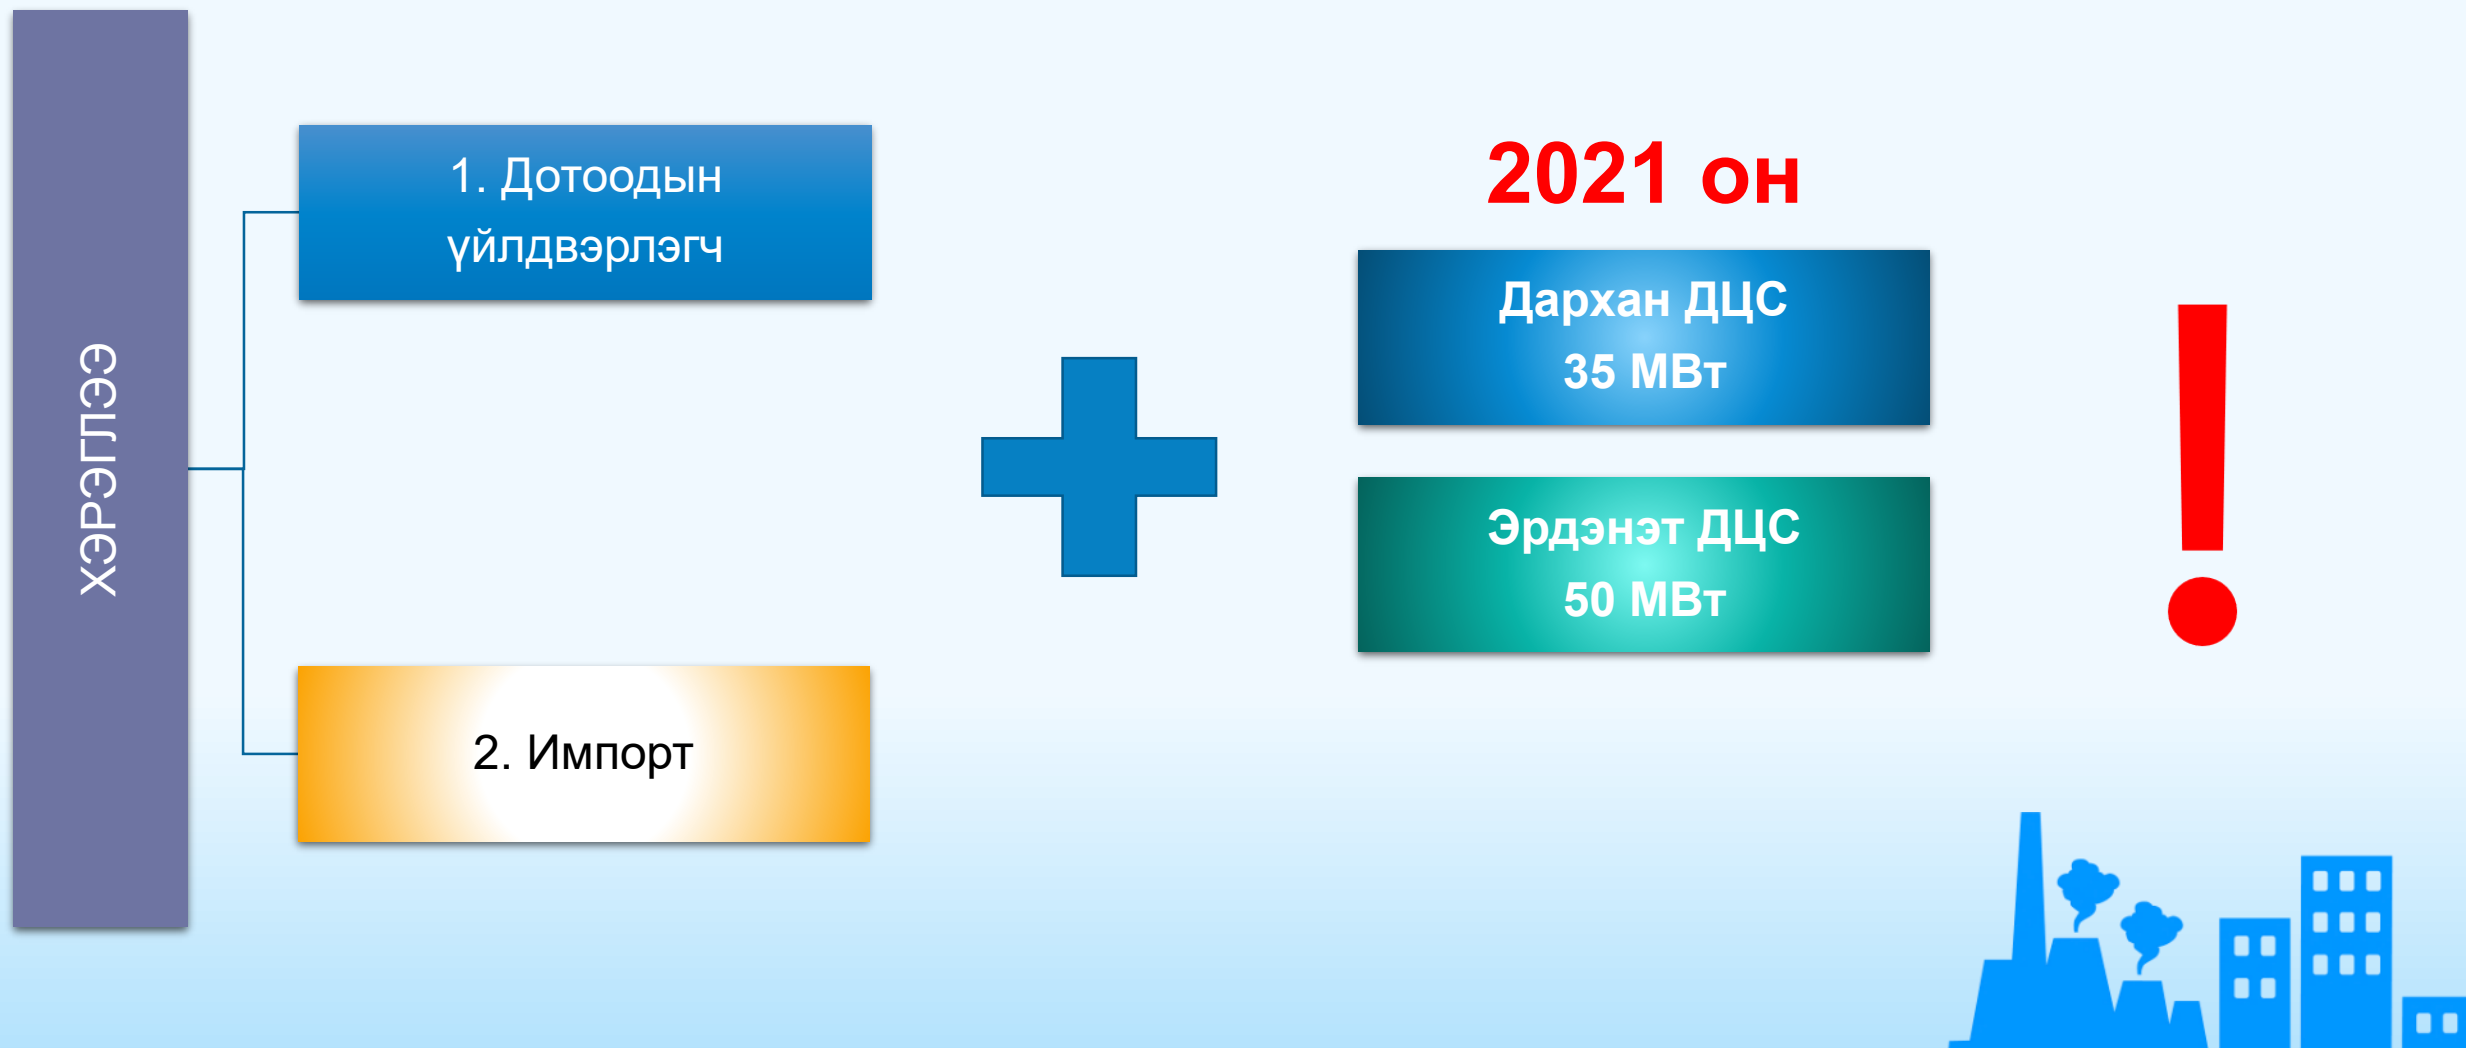 ХЭРЭГЛЭЭ
1. Дотоодын
үйлдвэрлэгч
2. Импорт
2021 он
Дархан ДЦС
35 МВт
Эрдэнэт ДЦС
50 МВт
!